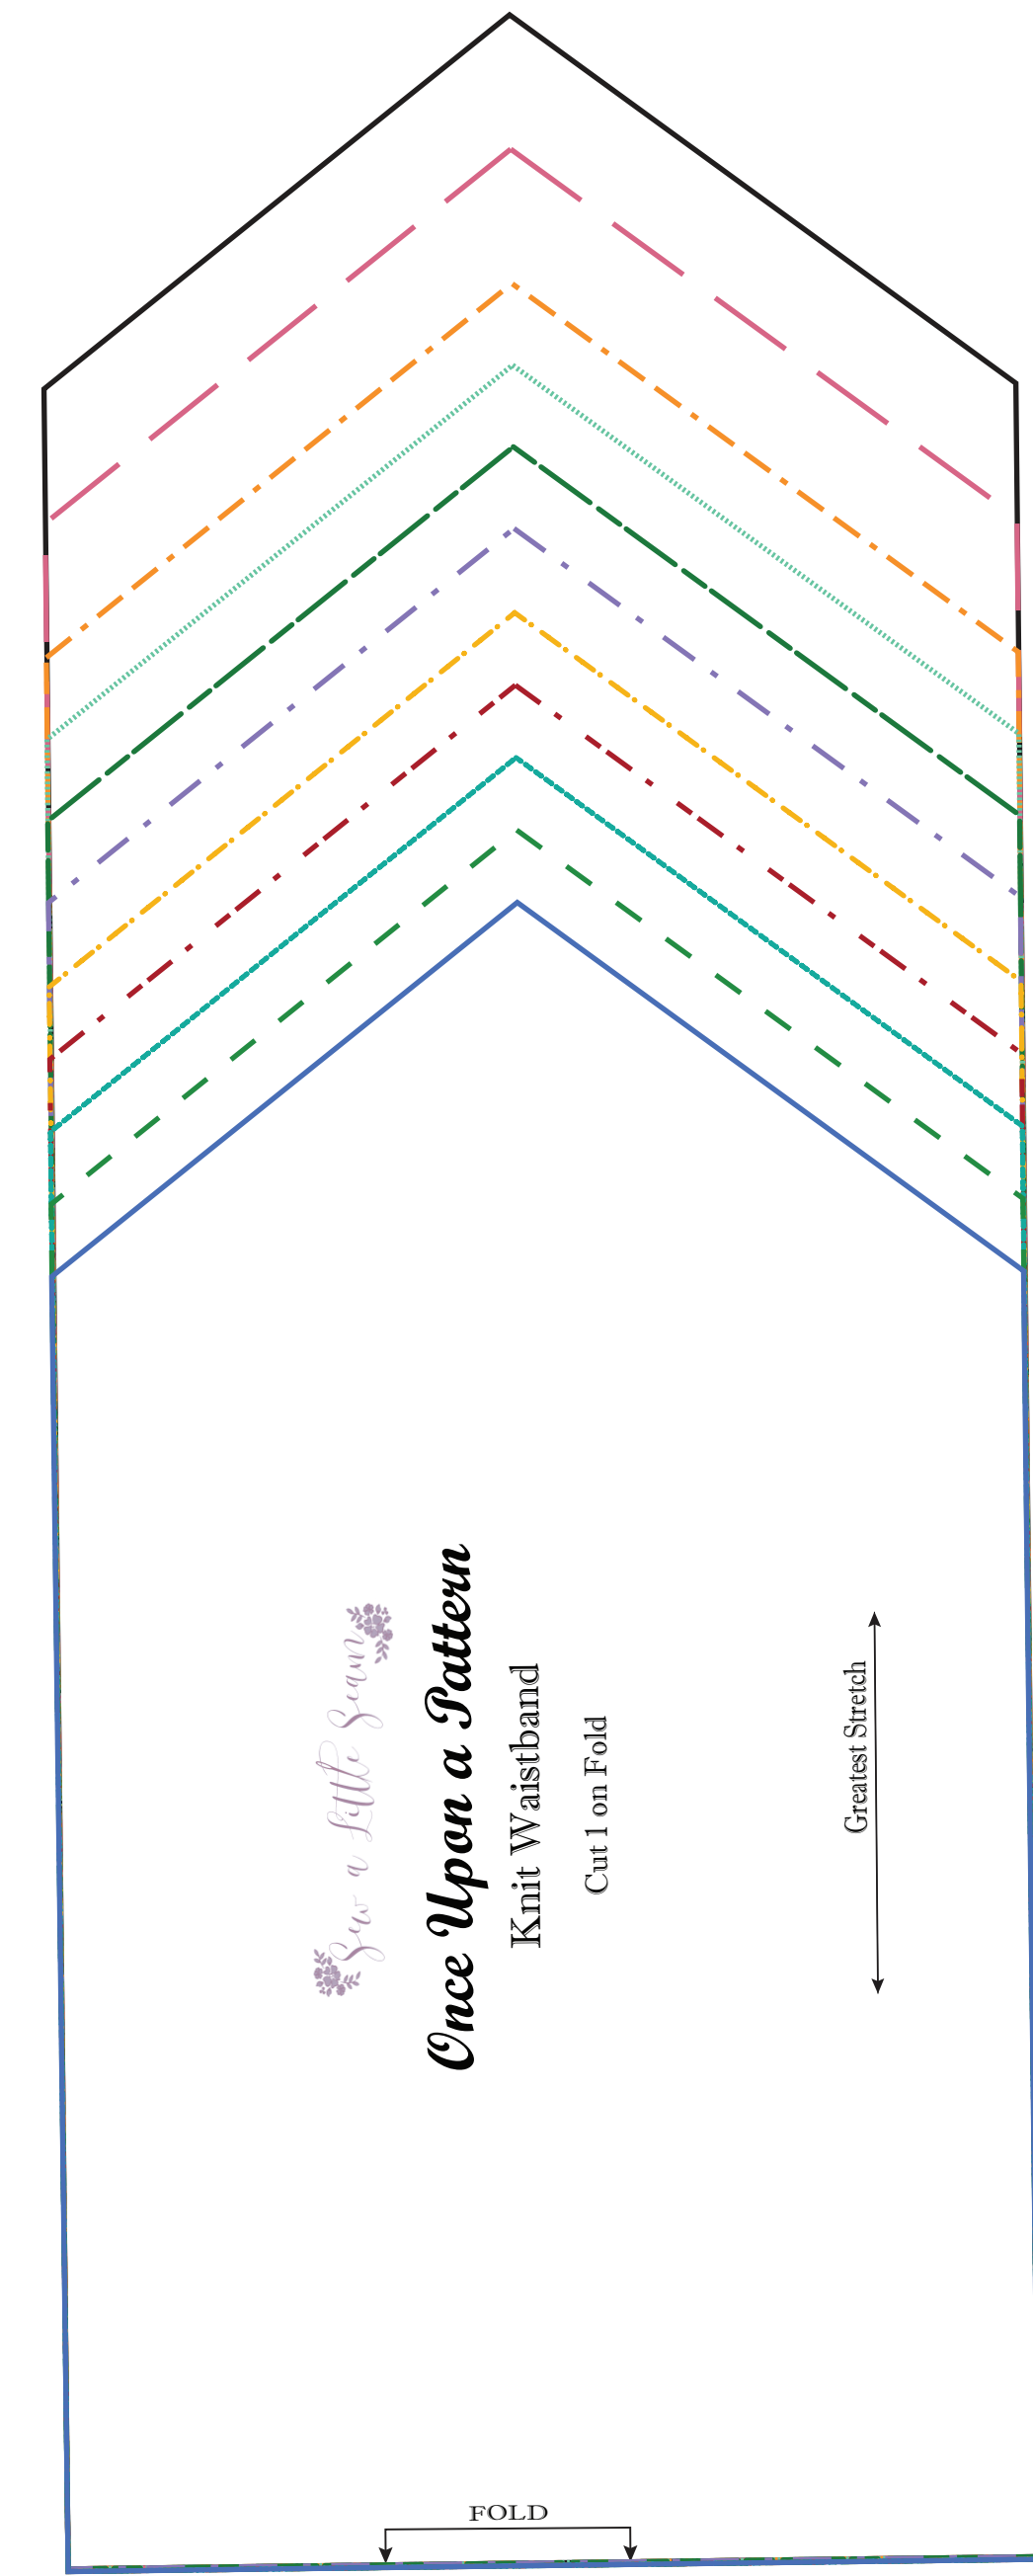 Sew a Little Seam
Once Upon a Pattern
Knit Waistband
Cut 1 on Fold
Greatest Stretch
FOLD